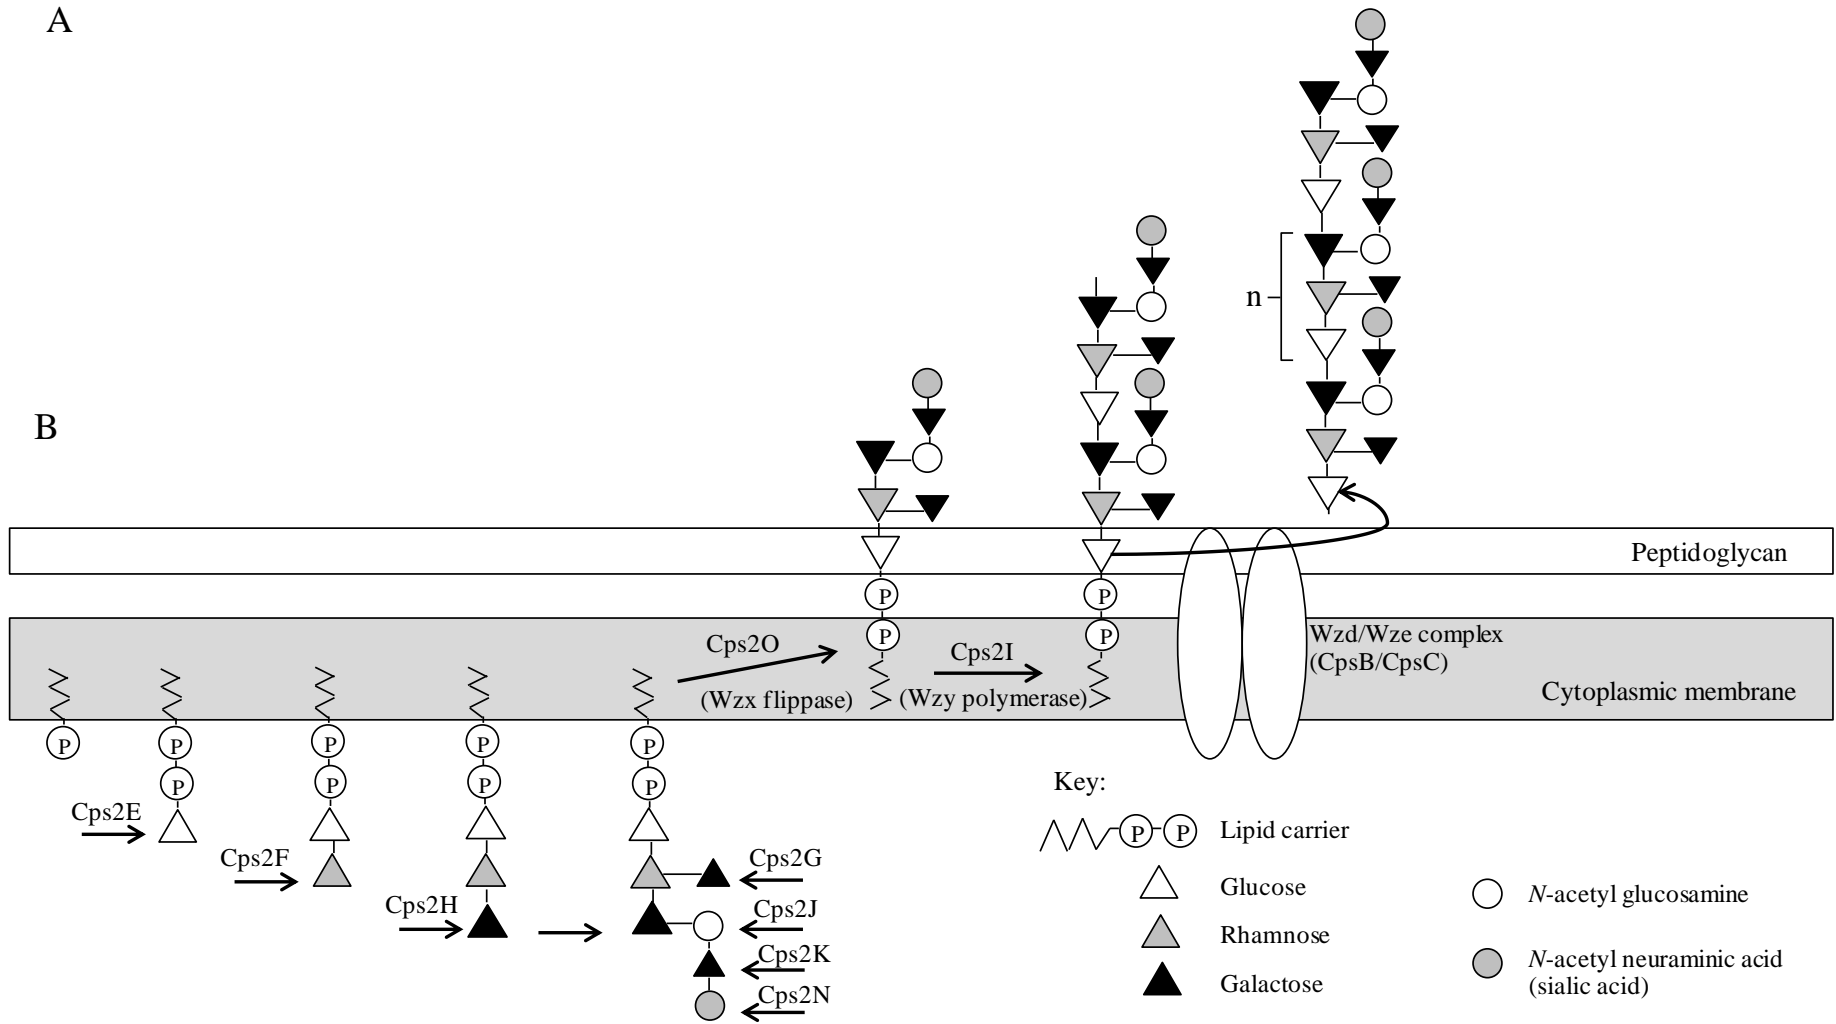 A
n
B
Peptidoglycan
P
P
P
P
Cps2O
(Wzx flippase)
Cps2I
(Wzy polymerase)
Wzd/Wze complex
(CpsB/CpsC)
Cytoplasmic membrane
P
P
P
P
P
P
P
P
P
Cps2E
Cps2F
Cps2H
Cps2G
Cps2J
Cps2K
Cps2N
Key:
P P Lipid carrier
Glucose
Rhamnose
Galactose
N-acetyl glucosamine
N-acetyl neuraminic acid
(sialic acid)